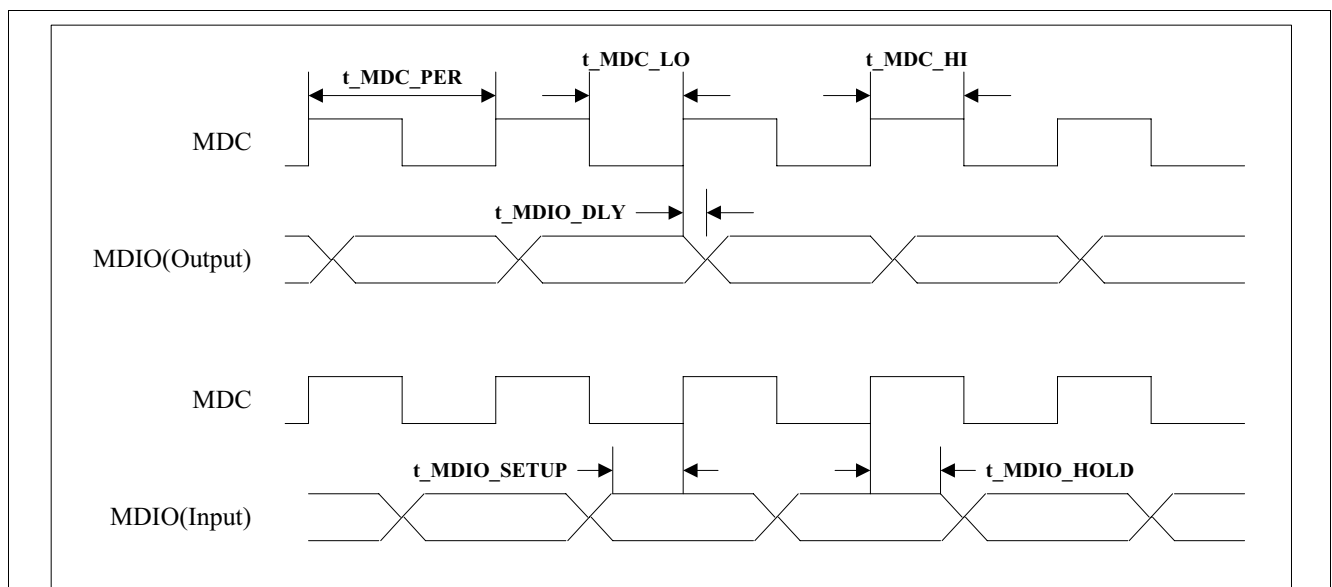 t_MDC_LO t_MDC_HI
t_MDC_PER
MDC
t_MDIO_DLY
MDIO(Output)
MDC
t_MDIO_SETUP t_MDIO_HOLD
MDIO(Input)